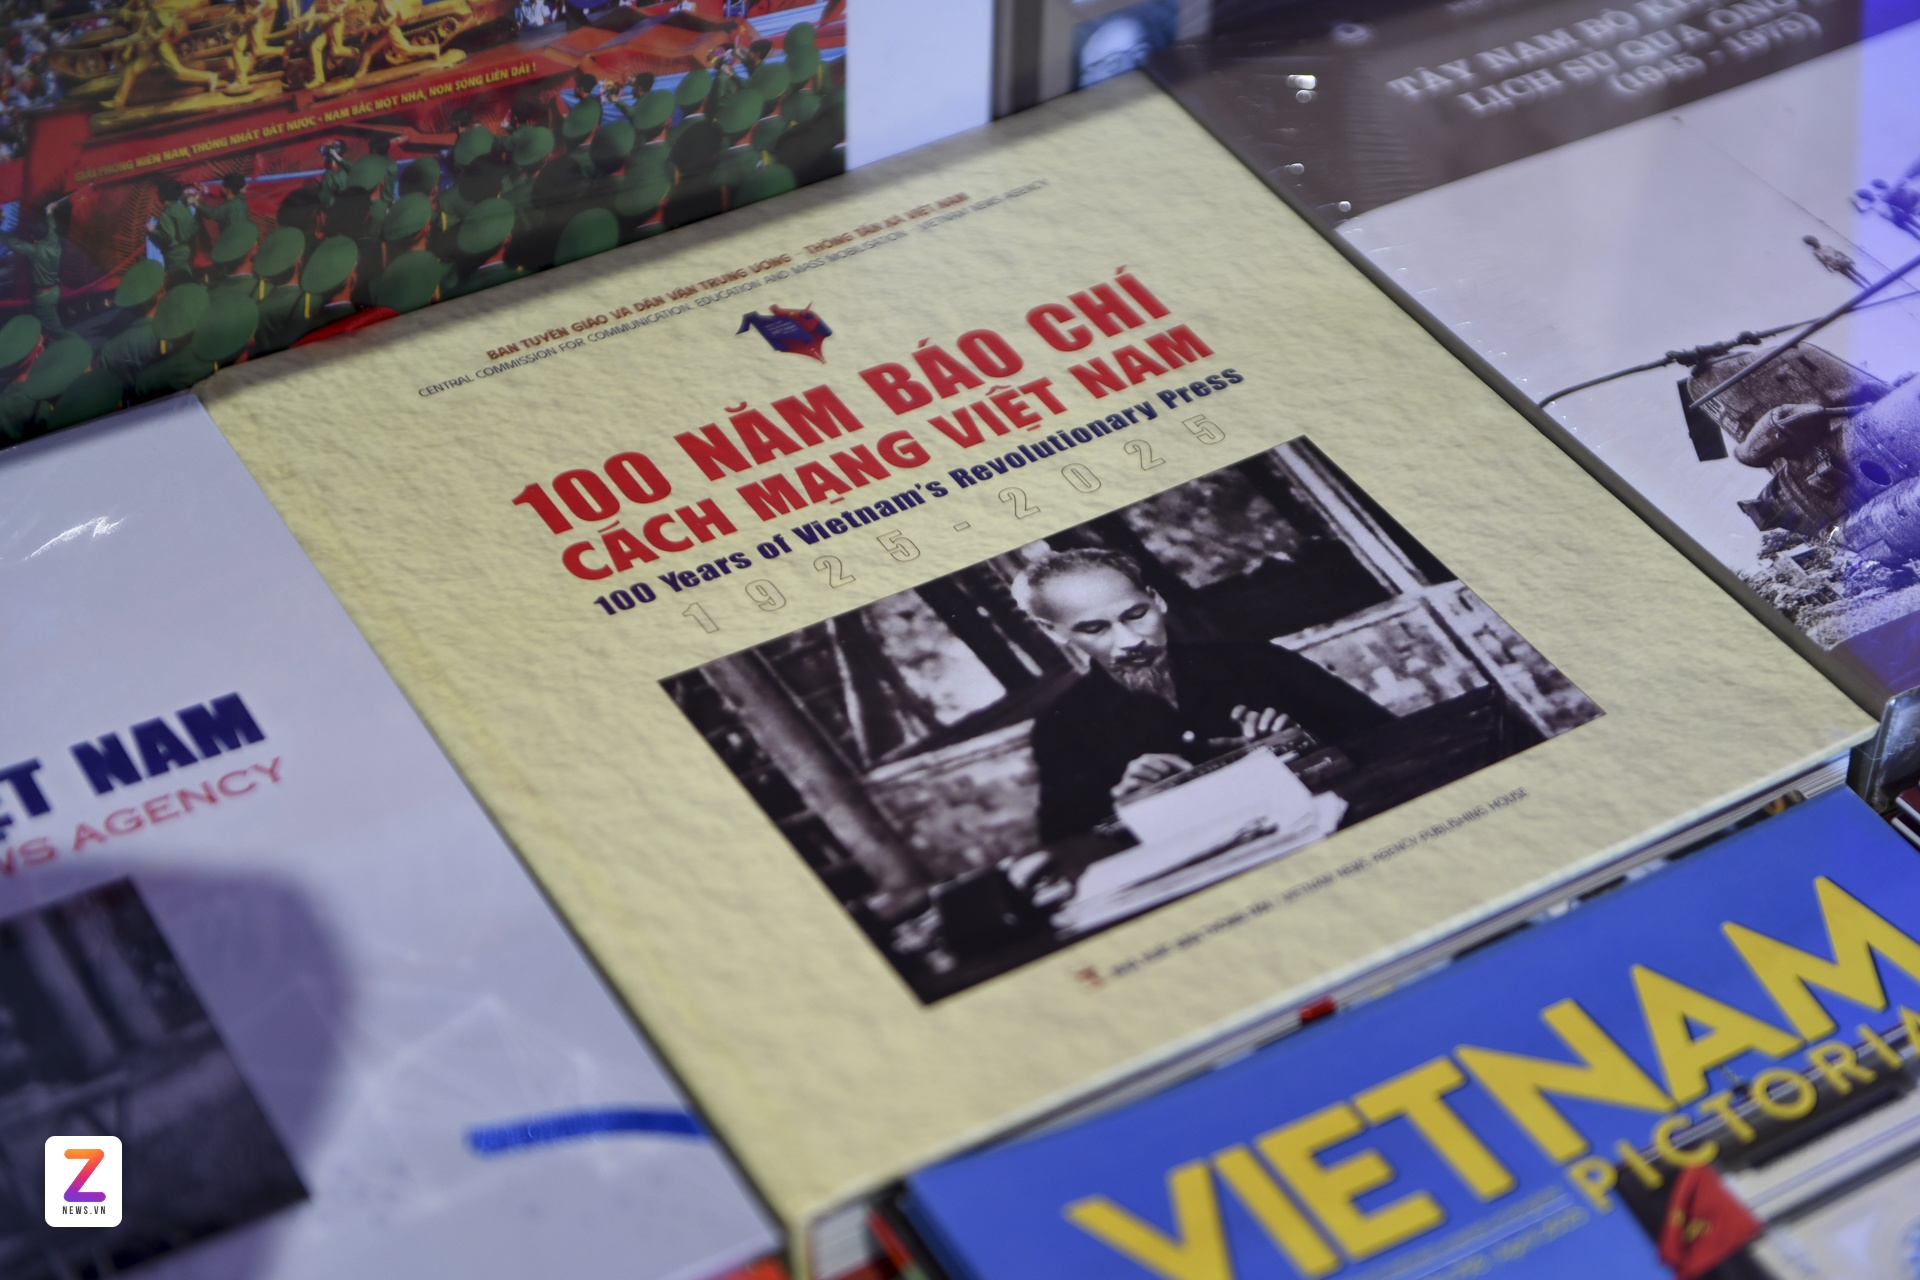 GIẢI PHÓNG MIỀN NAM, THỐNG NHẤT ĐẤT NƯỚC - NAM BẮC MỘT NHÀ, NON SÔNG LIỀN DẢI !
TÂY NAM BỘ
LỊCH SỬ QUA ỐNG
(1945 - 1975)
BAN TUYÊN GIÁO VÀ DÂN VẬN TRUNG ƯƠNG - THÔNG TẤN XÃ VIỆT NAM
CENTRAL COMMISSION FOR COMMUNICATION, EDUCATION AND MASS MOBILISATION - VIETNAM NEWS AGENCY
100 NĂM BÁO CHÍ
CÁCH MẠNG VIỆT NAM
100 Years of Vietnam's Revolutionary Press
1925-2025
VIETNAM NEWS AGENCY PUBLISHING HOUSE
ỆT NAM
WS AGENCY
VIETNAM
PICTORIA
Z
NEWS.VN